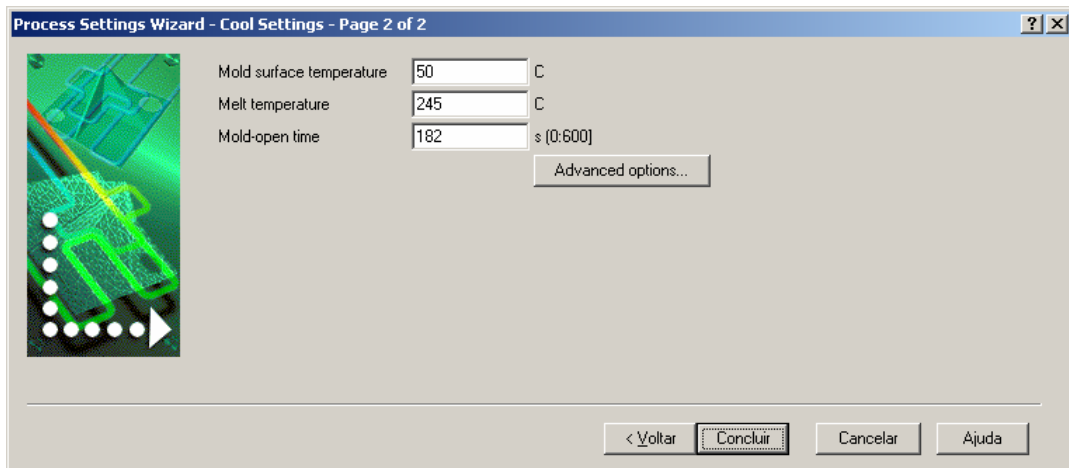 Process Settings Wizard - Cool Settings - Page 2 of 2
Mold surface temperature 50 C
Melt temperature 245 C
Mold-open time 182 s (0:600]
Advanced options...
< Voltar Concluir Cancelar Ajuda